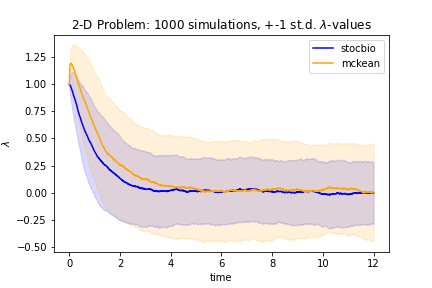 2-D Problem: 1000 simulations, +-1 st.d. λ-values
stocbio
mckean
1.25
1.00
0.75
0.50
0.25
0.00
−0.25
−0.50
λ
0 2 4 6 8 10 12
time